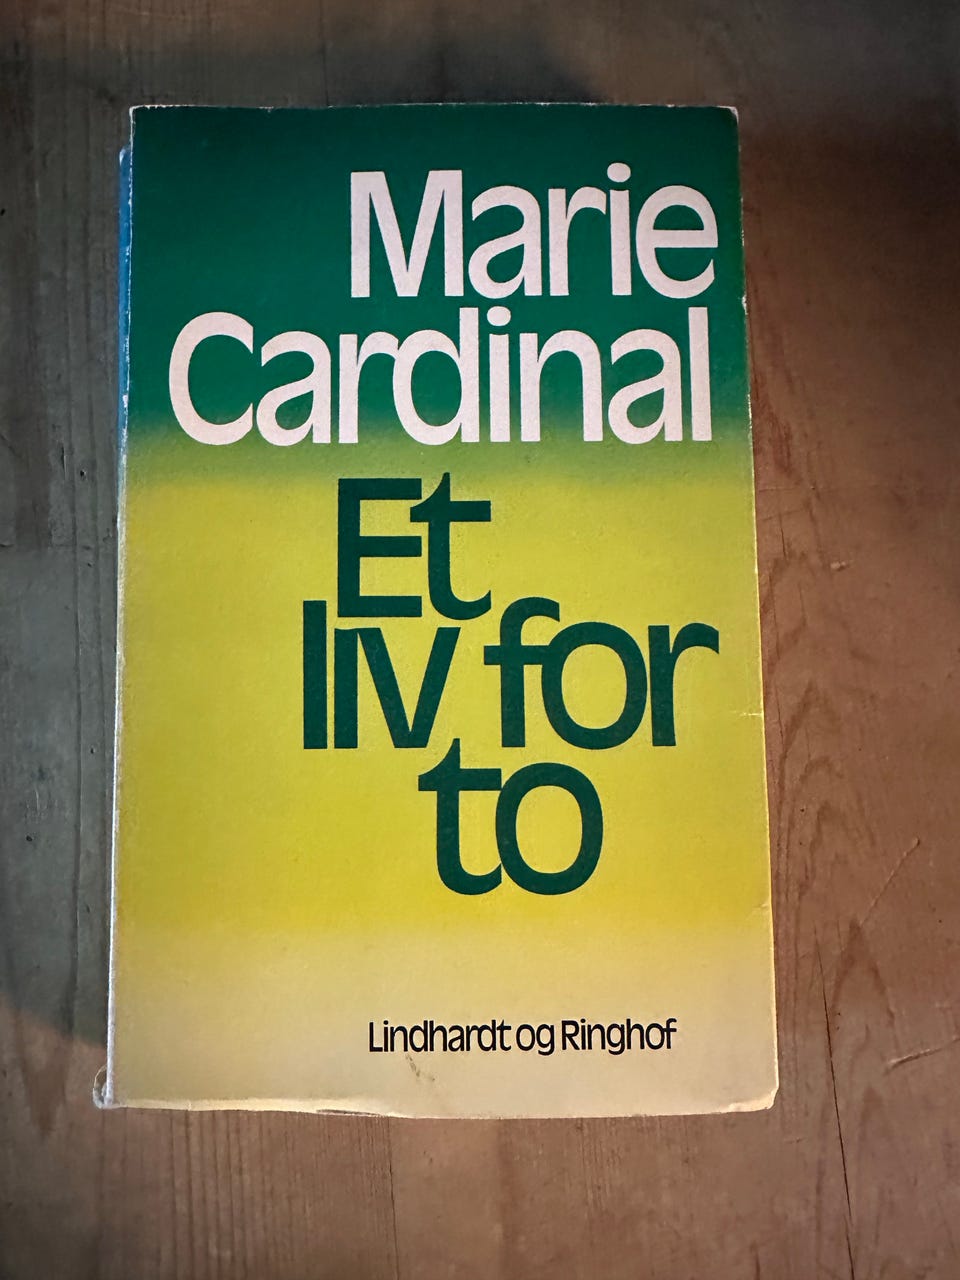 Marie
Cardinal
Et
liv for
to
Lindhardt og Ringhof